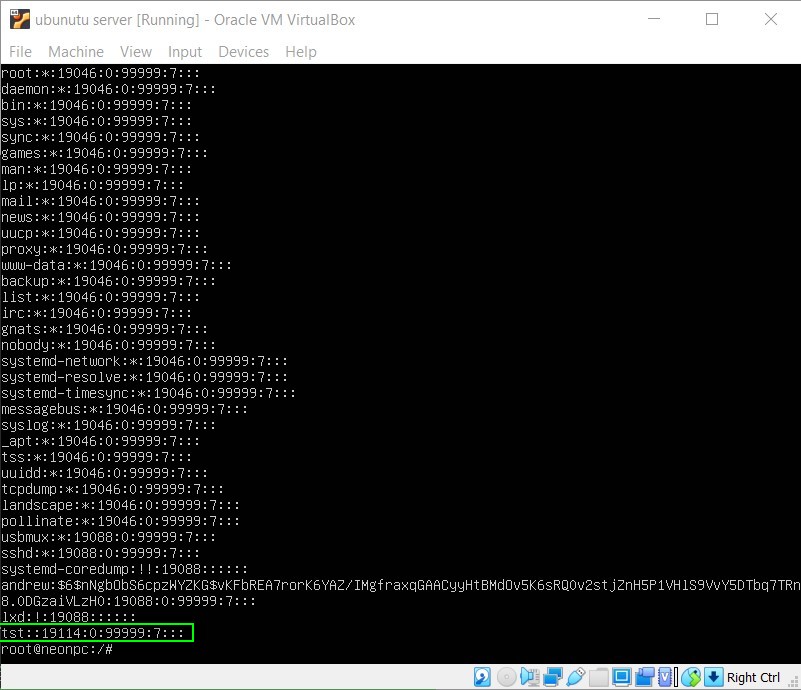 ubunutu server [Running] - Oracle VM VirtualBox
File Machine View Input Devices Help
root:*:19046:0:99999:7:::
daemon:*:19046:0:99999:7:::
bin:*:19046:0:99999:7:::
sys:*:19046:0:99999:7:::
sync:*:19046:0:99999:7:::
games:*:19046:0:99999:7:::
man:*:19046:0:99999:7:::
lp:*:19046:0:99999:7:::
mail:*:19046:0:99999:7:::
news:*:19046:0:99999:7:::
uucp:*:19046:0:99999:7:::
proxy:*:19046:0:99999:7:::
www-data:*:19046:0:99999:7:::
backup:*:19046:0:99999:7:::
list:*:19046:0:99999:7:::
irc:*:19046:0:99999:7:::
gnats:*:19046:0:99999:7:::
nobody:*:19046:0:99999:7:::
systemd-network:*:19046:0:99999:7:::
systemd-resolve:*:19046:0:99999:7:::
systemd-timesync:*:19046:0:99999:7:::
messagebus:*:19046:0:99999:7:::
syslog:*:19046:0:99999:7:::
_apt:*:19046:0:99999:7:::
tss:*:19046:0:99999:7:::
uuidd:*:19046:0:99999:7:::
tcpdump:*:19046:0:99999:7:::
landscape:*:19046:0:99999:7:::
pollinate:*:19046:0:99999:7:::
usbmux:*:19088:0:99999:7:::
sshd:*:19088:0:99999:7:::
systemd-coredump:!!:19088::::::
andrew:$6$nNgbObS6cpzWYZKG$vKFbREA7rorK6YAZ/IMgfraxqGAACyyHtBMdOv5K6sRQ0v2stjZnH5P1VHlS9VvY5DTbq7TRn
8.0DGzaiVLzH0:19088:0:99999:7:::
lxd:!:19088::::::
tst::19114:0:99999:7:::
root@neonpc:/#
Right Ctrl